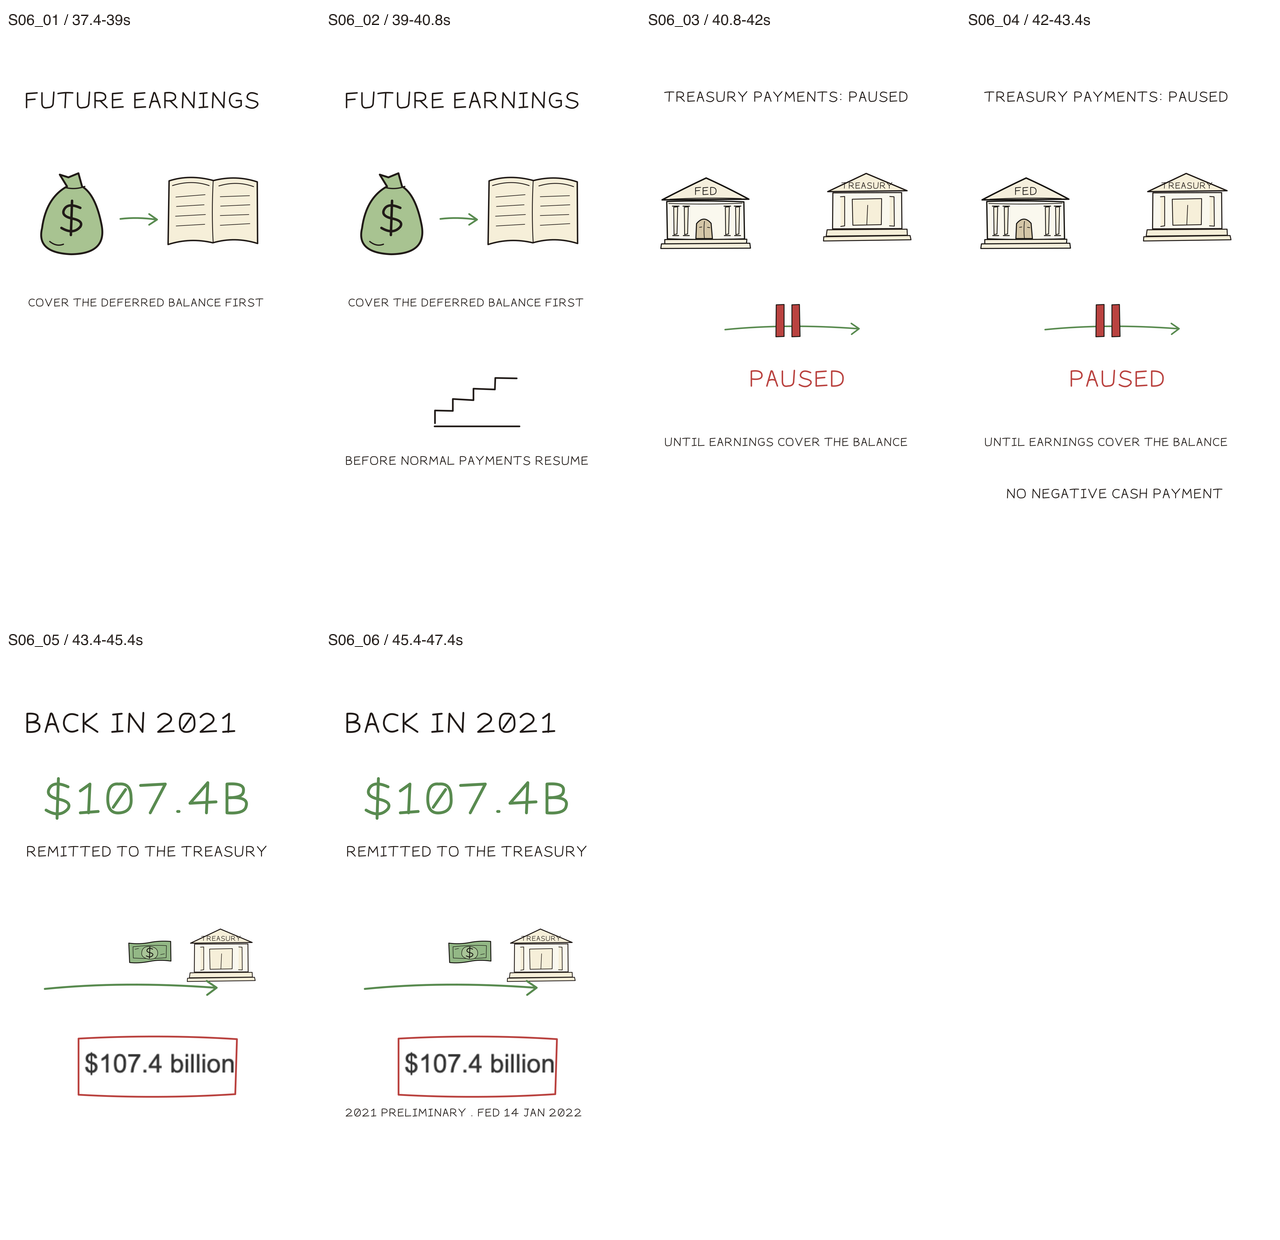 S06_01 / 37.4-39s
FUTURE EARNINGS
$
COVER THE DEFERRED BALANCE FIRST
S06_02 / 39-40.8s
FUTURE EARNINGS
$
COVER THE DEFERRED BALANCE FIRST
BEFORE NORMAL PAYMENTS RESUME
S06_03 / 40.8-42s
TREASURY PAYMENTS: PAUSED
FED
TREASURY
PAUSED
UNTIL EARNINGS COVER THE BALANCE
S06_04 / 42-43.4s
TREASURY PAYMENTS: PAUSED
FED
TREASURY
PAUSED
UNTIL EARNINGS COVER THE BALANCE
NO NEGATIVE CASH PAYMENT
S06_05 / 43.4-45.4s
BACK IN 2021
$107.4B
REMITTED TO THE TREASURY
$
TREASURY
$107.4 billion
S06_06 / 45.4-47.4s
BACK IN 2021
$107.4B
REMITTED TO THE TREASURY
$
TREASURY
$107.4 billion
2021 PRELIMINARY . FED 14 JAN 2022